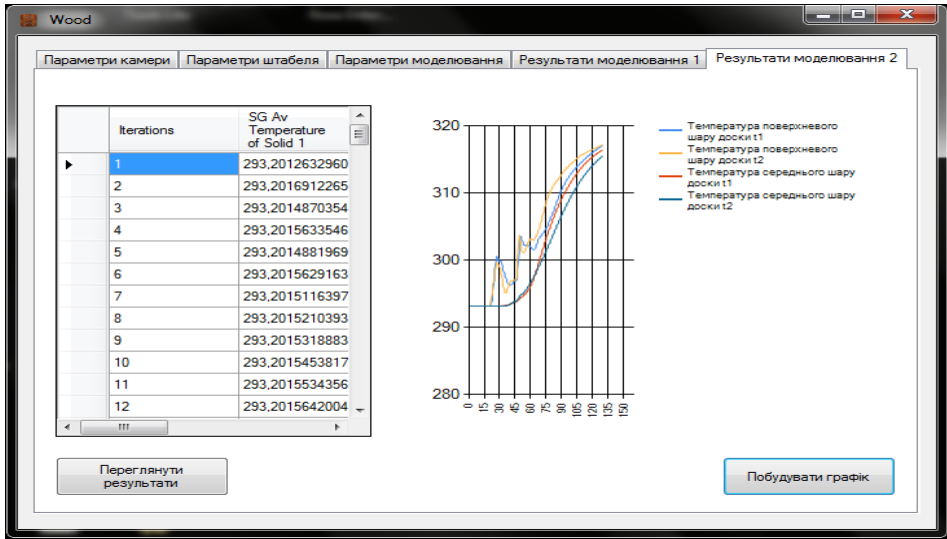 Wood
Параметри камери
Параметри штабеля
Параметри моделювання
Результати моделювання 1
Результати моделювання 2
Iterations
SG Av
Temperature
of Solid 1
1 293,2012632960
2 293,2016912265
3 293,2014870354
4 293,2015633546
5 293,2014881969
6 293,2015629163
7 293,2015116397
8 293,2015210393
9 293,2015318883
10 293,2015453817
11 293,2015534356
12 293,2015642004
320
310
300
290
280
0 15 30 45 60 75 90 105 120 135 150
Температура поверхневого
шару доски t1
Температура поверхневого
шару доски t2
Температура середнього шару
доски t1
Температура середнього шару
доски t2
Переглянути
результати
Побудувати графік